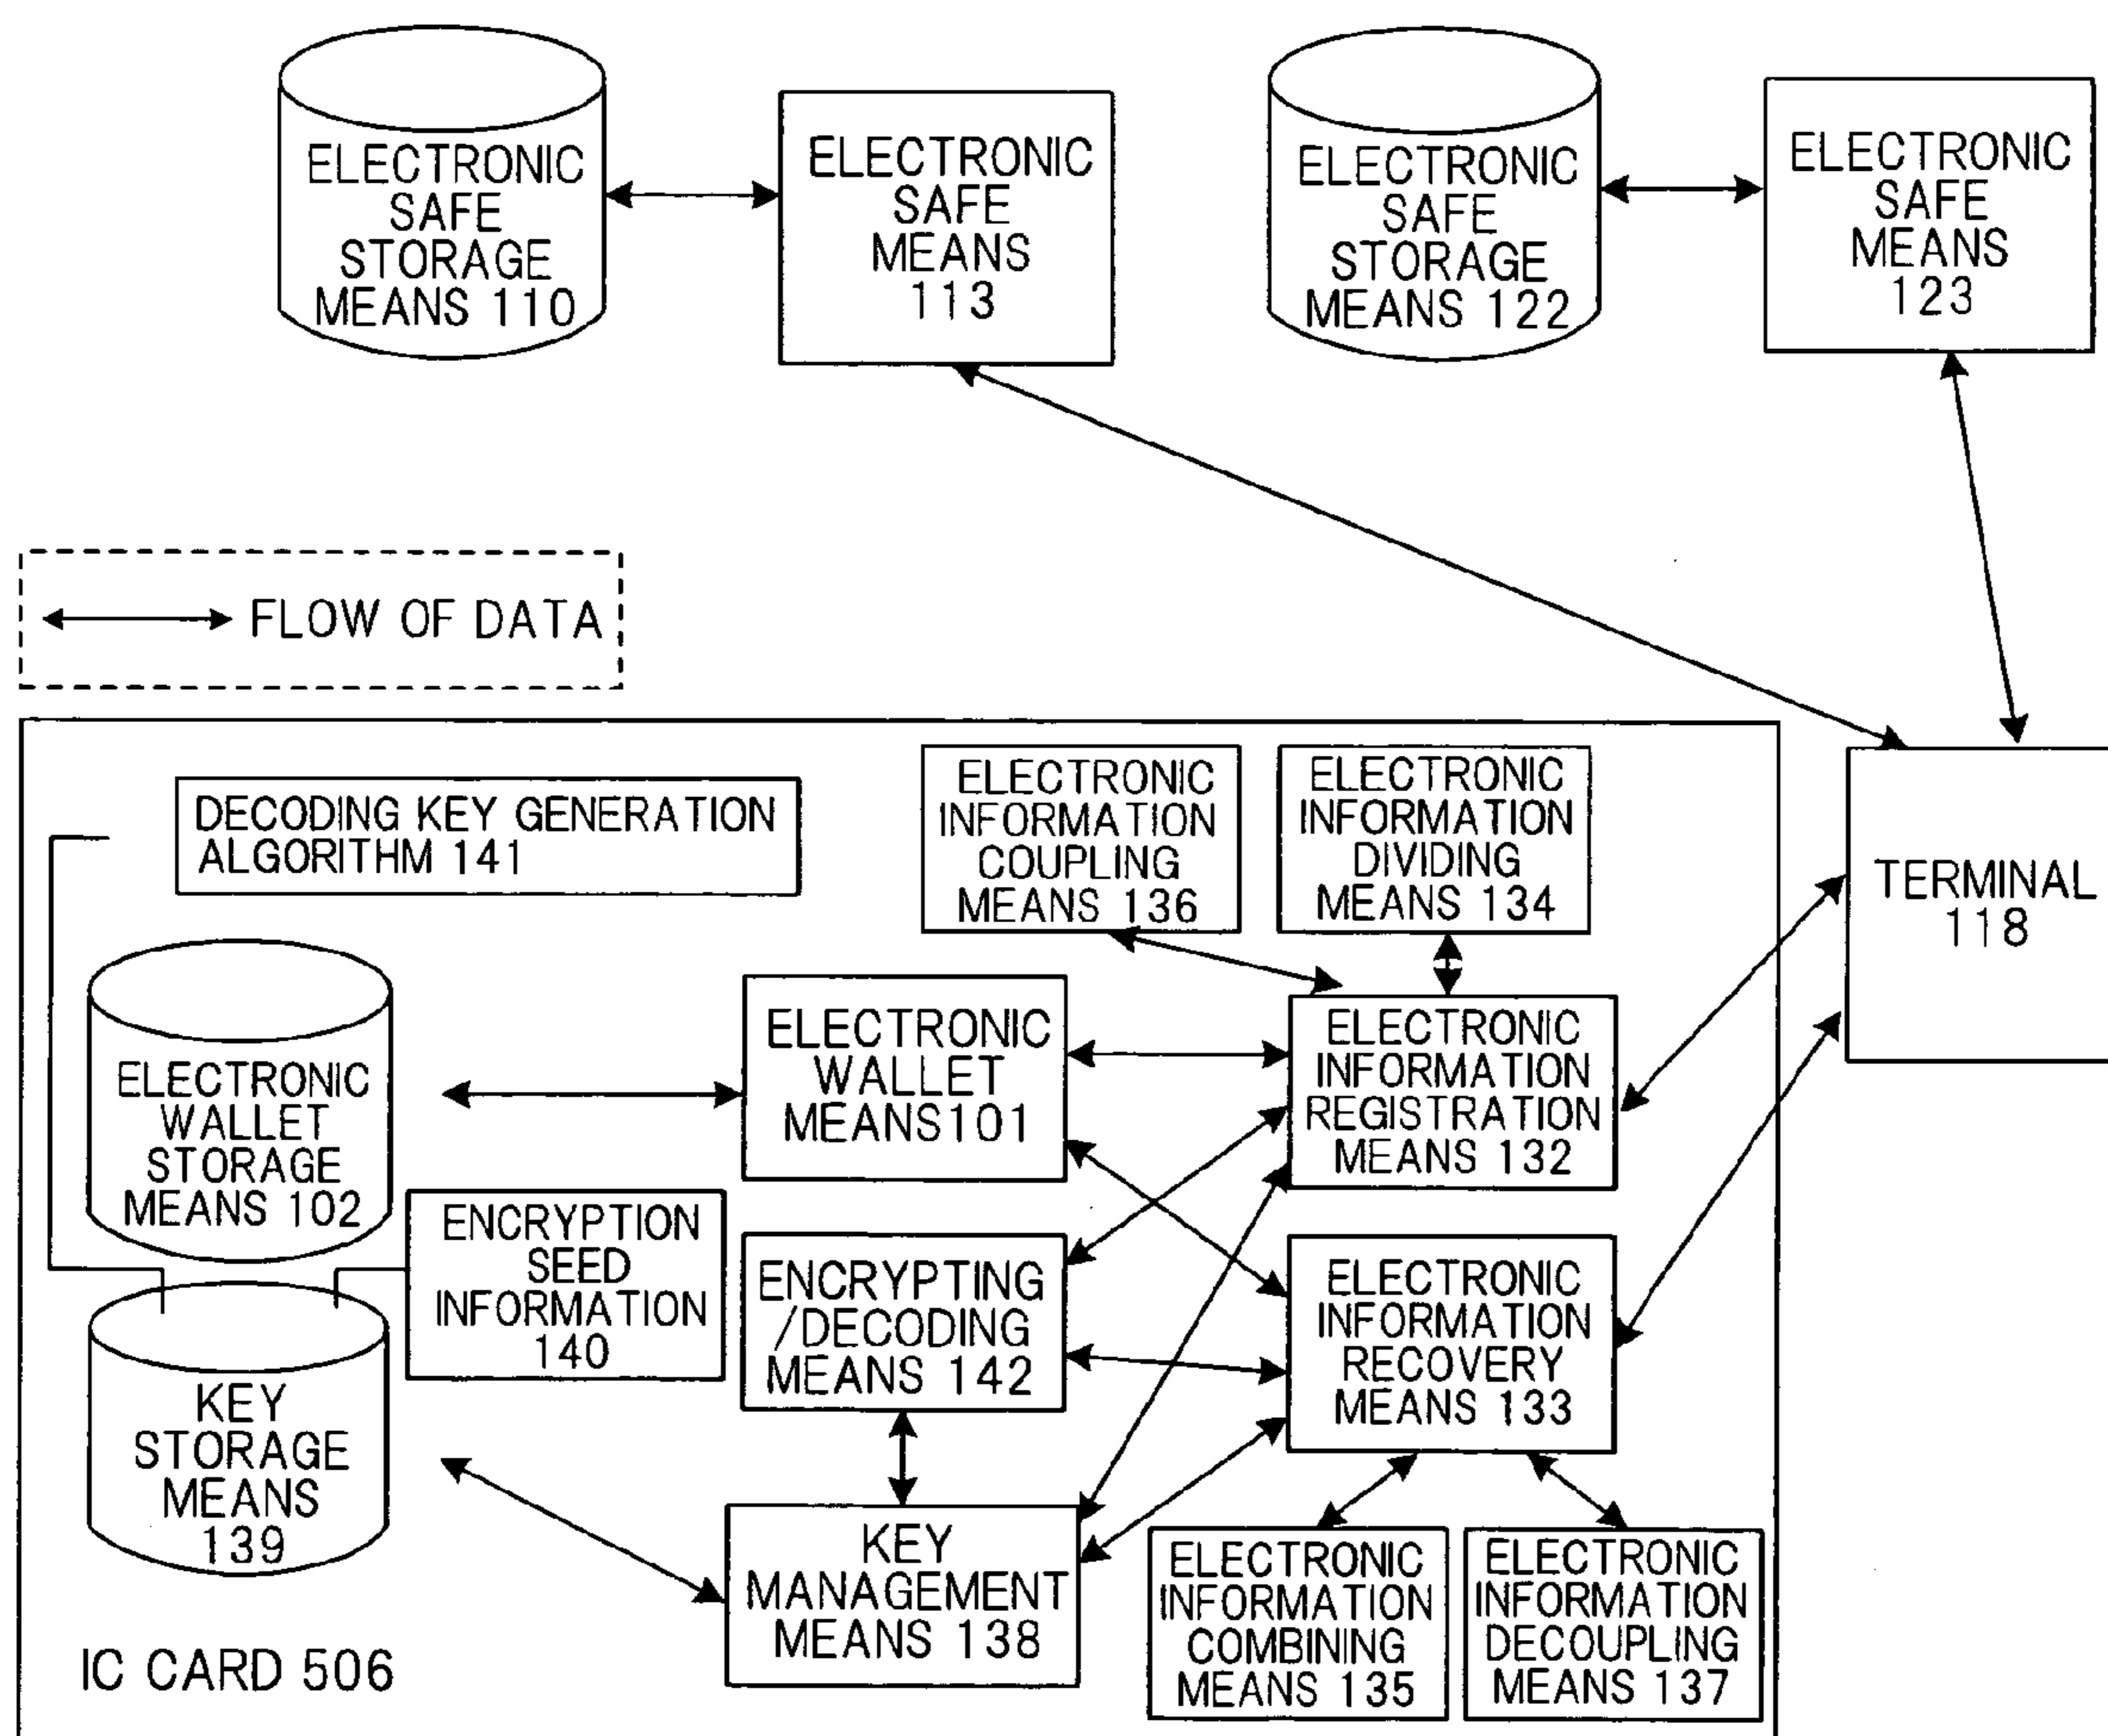 ELECTRONIC
SAFE
STORAGE
MEANS 110
ELECTRONIC
SAFE
MEANS
113
ELECTRONIC
SAFE
STORAGE
MEANS 122
ELECTRONIC
SAFE
MEANS
123
FLOW OF DATA
DECODING KEY GENERATION
ALGORITHM 141
ELECTRONIC
INFORMATION
COUPLING
MEANS 136
ELECTRONIC
INFORMATION
DIVIDING
MEANS 134
TERMINAL
118
ELECTRONIC
WALLET
STORAGE
MEANS 102
ELECTRONIC
WALLET
MEANS101
ELECTRONIC
INFORMATION
REGISTRATION
MEANS 132
ENCRYPTION
SEED
INFORMATION
140
ENCRYPTING
/DECODING
MEANS 142
ELECTRONIC
INFORMATION
RECOVERY
MEANS 133
KEY
STORAGE
MEANS
139
KEY
MANAGEMENT
MEANS 138
ELECTRONIC
INFORMATION
COMBINING
MEANS 135
ELECTRONIC
INFORMATION
DECOUPLING
MEANS 137
IC CARD 506